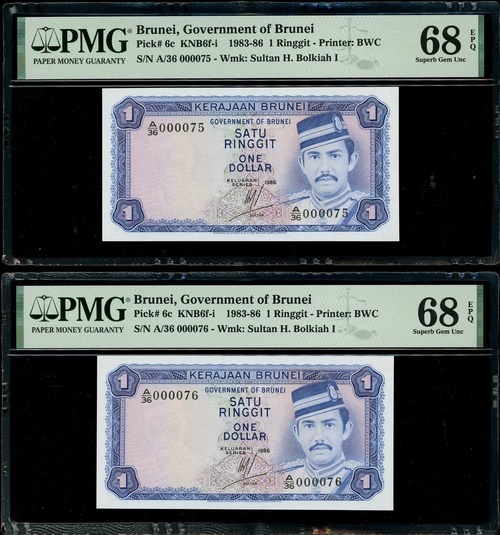 PMG®
PAPER MONEY GUARANTY
Brunei, Government of Brunei
Pick# 6c KNB6f-i 1983-86 1 Ringgit - Printer: BWC
S/N A/36 000075 - Wmk: Sultan H. Bolkiah I
68 EPQ
Superb Gem Unc
1 KERAJAAN BRUNEI 1
GOVERNMENT OF BRUNEI
A/36 000075
SATU
RINGGIT
ONE
DOLLAR
KELUARAN
SERIES 1986
1 A/36 000075 1
PMG®
PAPER MONEY GUARANTY
Brunei, Government of Brunei
Pick# 6c KNB6f-i 1983-86 1 Ringgit - Printer: BWC
S/N A/36 000076 - Wmk: Sultan H. Bolkiah I
68 EPQ
Superb Gem Unc
1 KERAJAAN BRUNEI 1
GOVERNMENT OF BRUNEI
A/36 000076
SATU
RINGGIT
ONE
DOLLAR
KELUARAN
SERIES 1986
1 A/36 000076 1